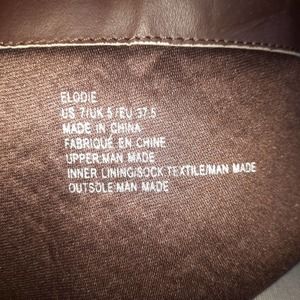 ELODIE
US 7/UK 5/EU 37.5
MADE IN CHINA
FABRIQUÉ EN CHINE
UPPER:MAN MADE
INNER LINING/SOCK:TEXTILE/MAN MADE
OUTSOLE:MAN MADE